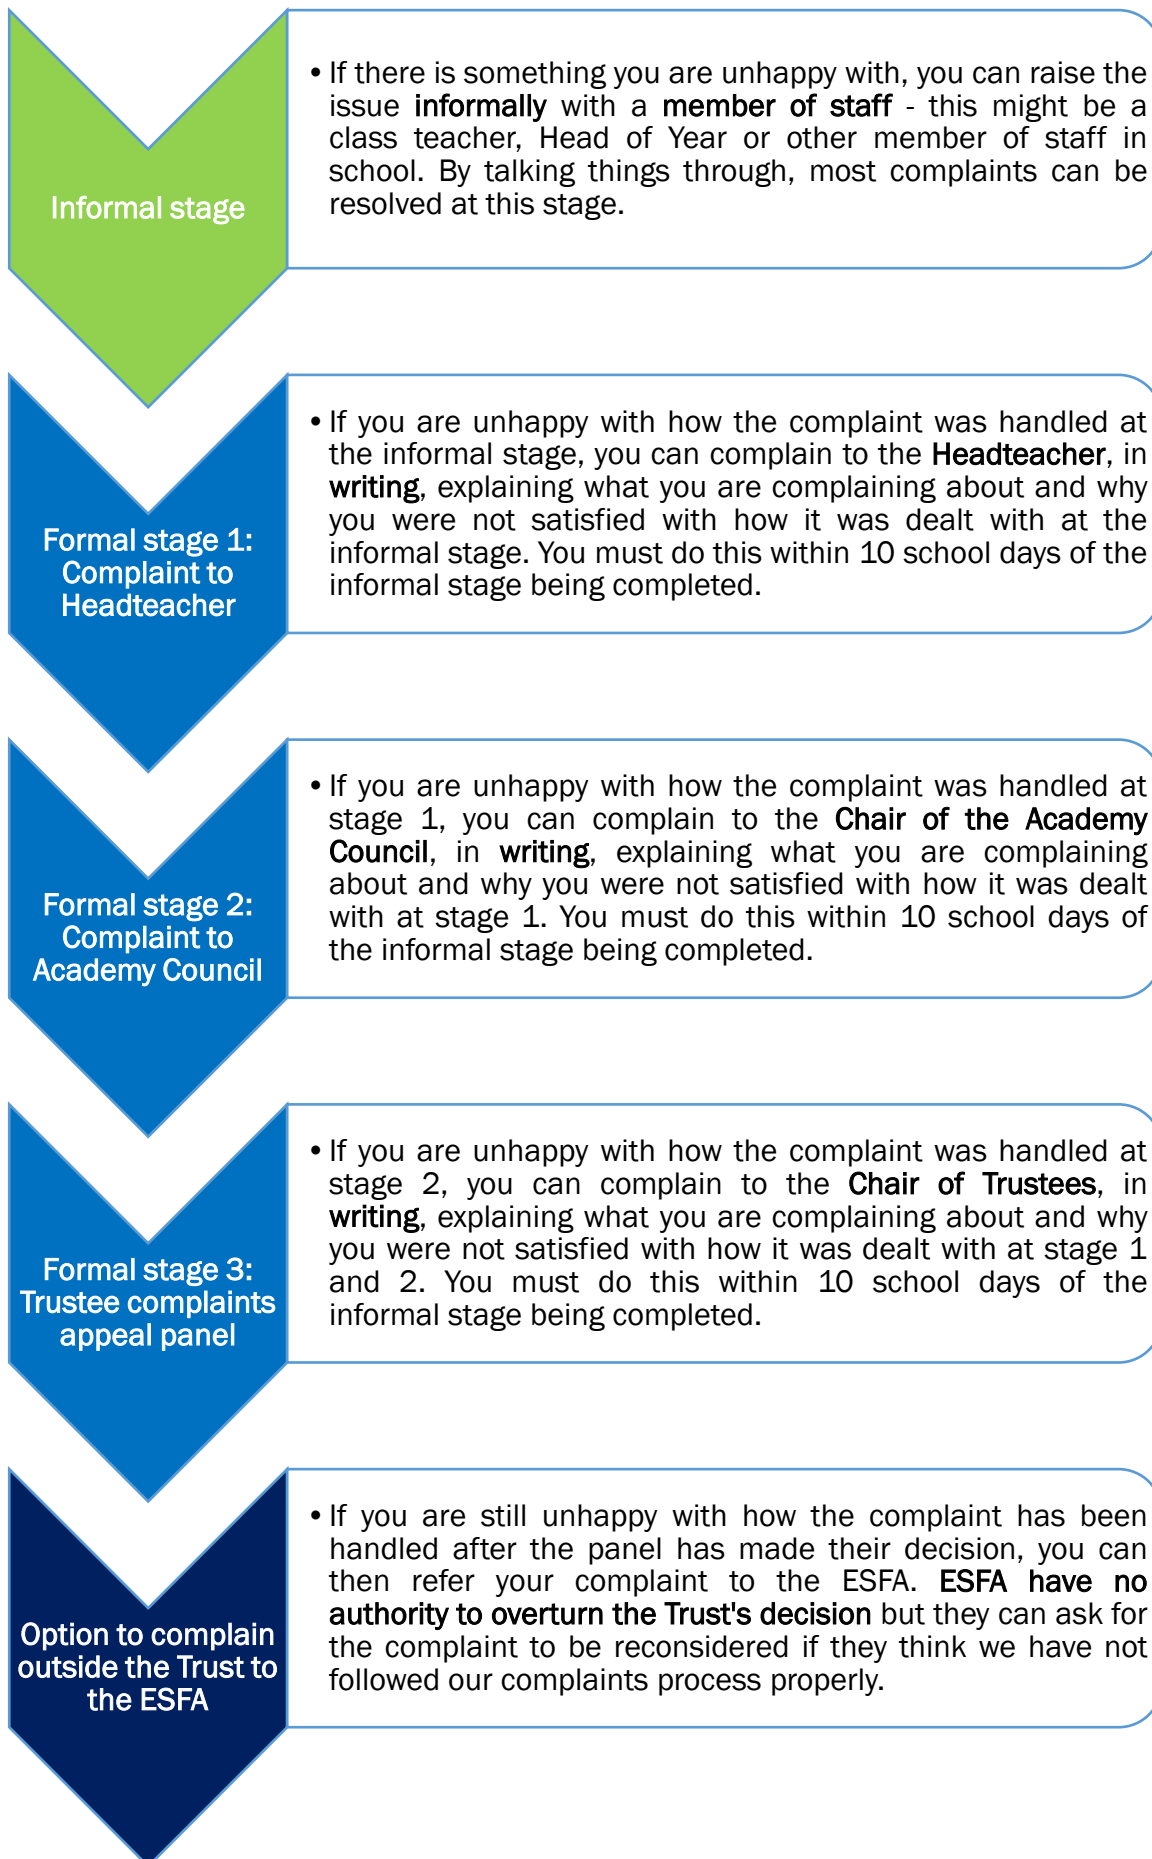 Informal stage
• If there is something you are unhappy with, you can raise the
issue informally with a member of staff - this might be a
class teacher, Head of Year or other member of staff in
school. By talking things through, most complaints can be
resolved at this stage.
Formal stage 1:
Complaint to
Headteacher
• If you are unhappy with how the complaint was handled at
the informal stage, you can complain to the Headteacher, in
writing, explaining what you are complaining about and why
you were not satisfied with how it was dealt with at the
informal stage. You must do this within 10 school days of the
informal stage being completed.
Formal stage 2:
Complaint to
Academy Council
• If you are unhappy with how the complaint was handled at
stage 1, you can complain to the Chair of the Academy
Council, in writing, explaining what you are complaining
about and why you were not satisfied with how it was dealt
with at stage 1. You must do this within 10 school days of
the informal stage being completed.
Formal stage 3:
Trustee complaints
appeal panel
• If you are unhappy with how the complaint was handled at
stage 2, you can complain to the Chair of Trustees, in
writing, explaining what you are complaining about and why
you were not satisfied with how it was dealt with at stage 1
and 2. You must do this within 10 school days of the
informal stage being completed.
Option to complain
outside the Trust to
the ESFA
• If you are still unhappy with how the complaint has been
handled after the panel has made their decision, you can
then refer your complaint to the ESFA. ESFA have no
authority to overturn the Trust's decision but they can ask for
the complaint to be reconsidered if they think we have not
followed our complaints process properly.